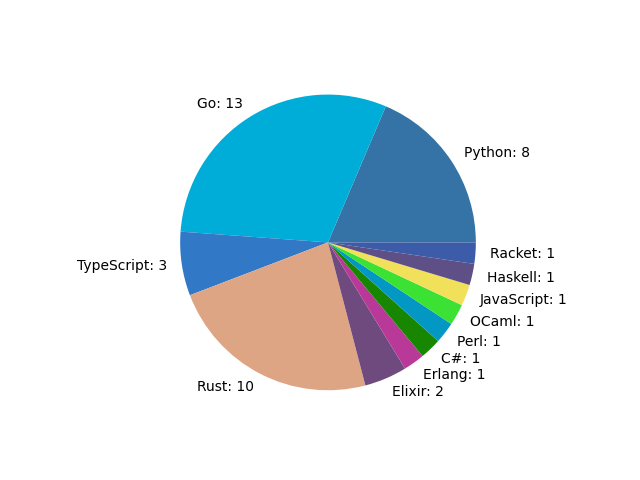 Go: 13
Python: 8
TypeScript: 3
Racket: 1
Haskell: 1
JavaScript: 1
OCaml: 1
Perl: 1
C#: 1
Erlang: 1
Rust: 10
Elixir: 2